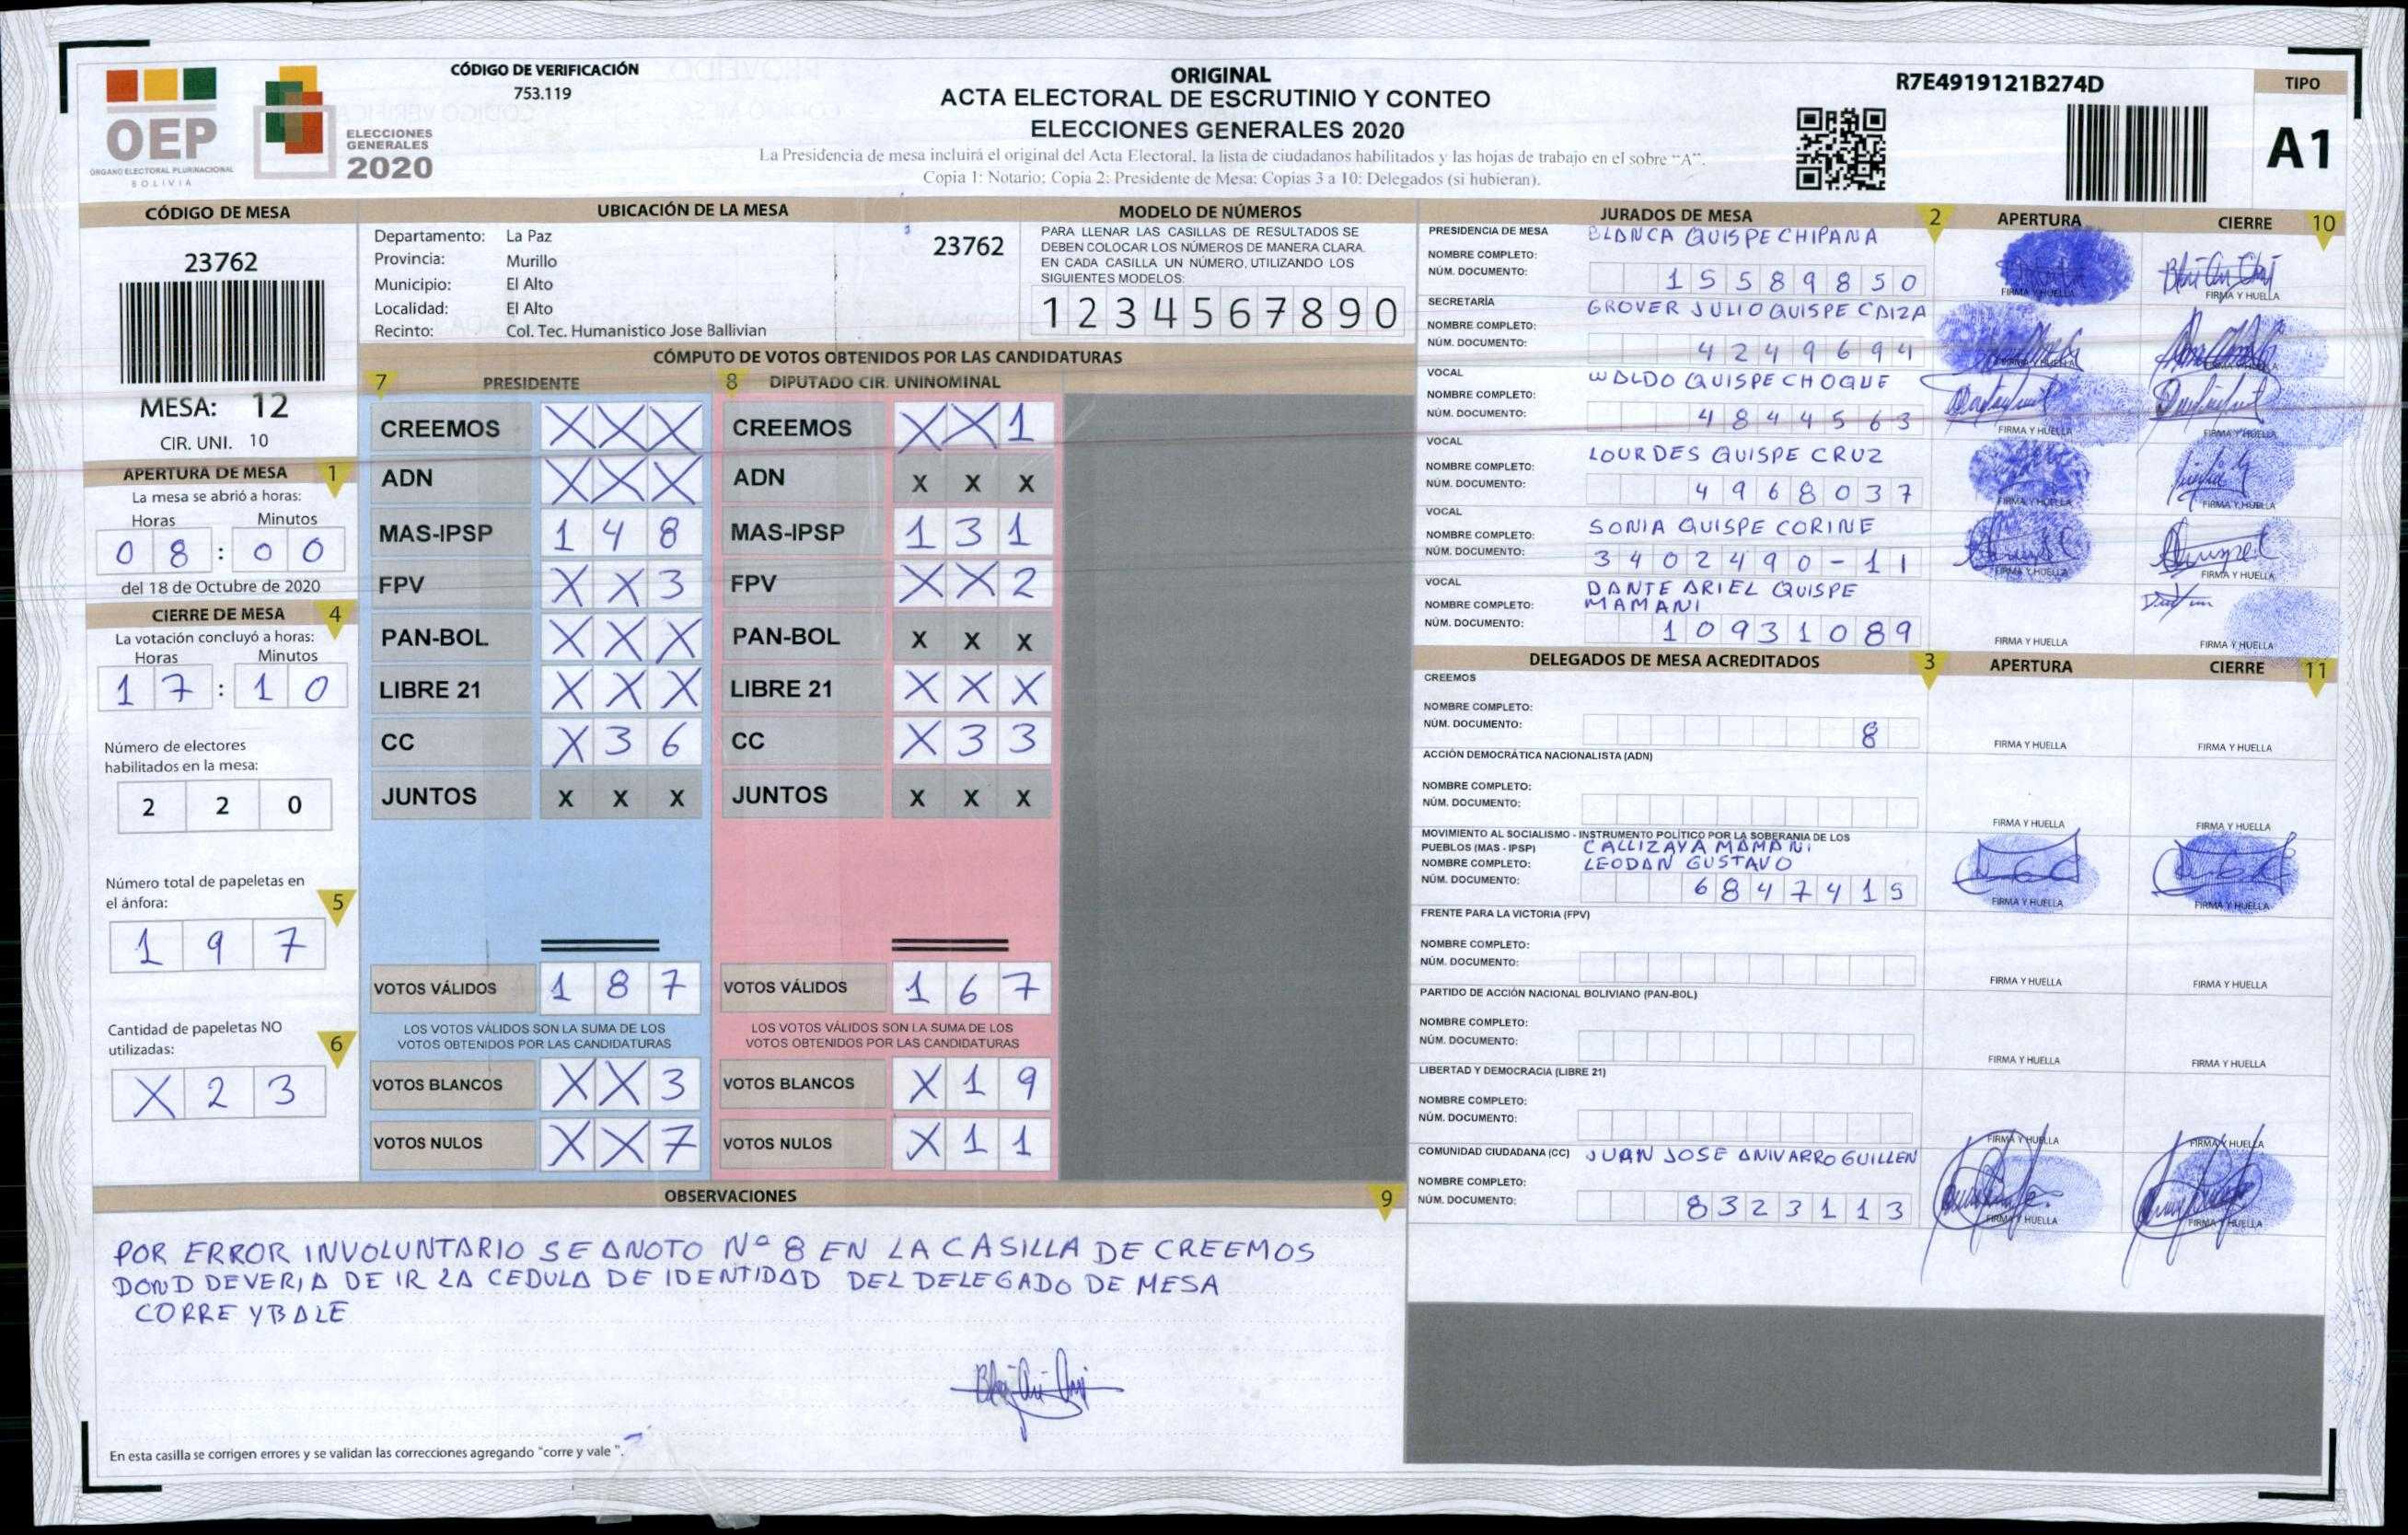 OEP
ÓRGANO ELECTORAL PLURINACIONAL
BOLIVIA
ELECCIONES
GENERALES
2020
CÓDIGO DE VERIFICACIÓN
753.119
ORIGINAL
ACTA ELECTORAL DE ESCRUTINIO Y CONTEO
ELECCIONES GENERALES 2020
La Presidencia de mesa incluirá el original del Acta Electoral, la lista de ciudadanos habilitados y las hojas de trabajo en el sobre "A".
Copia 1: Notario; Copia 2: Presidente de Mesa; Copias 3 a 10: Delegados (si hubieran).
R7E4919121B274D
TIPO
A1
CÓDIGO DE MESA
23762
MESA: 12
CIR. UNI. 10
APERTURA DE MESA 1
La mesa se abrió a horas:
Horas Minutos
0 8 : 0 0
del 18 de Octubre de 2020
CIERRE DE MESA 4
La votación concluyó a horas:
Horas Minutos
1 7 : 1 0
Número de electores
habilitados en la mesa:
2 2 0
Número total de papeletas en
el ánfora: 5
1 9 7
Cantidad de papeletas NO
utilizadas: 6
X 2 3
UBICACIÓN DE LA MESA
Departamento: La Paz
Provincia: Murillo
Municipio: El Alto
Localidad: El Alto
Recinto: Col. Tec. Humanistico Jose Ballivian
23762
MODELO DE NÚMEROS
PARA LLENAR LAS CASILLAS DE RESULTADOS SE
DEBEN COLOCAR LOS NÚMEROS DE MANERA CLARA.
EN CADA CASILLA UN NÚMERO, UTILIZANDO LOS
SIGUIENTES MODELOS:
1 2 3 4 5 6 7 8 9 0
CÓMPUTO DE VOTOS OBTENIDOS POR LAS CANDIDATURAS
7 PRESIDENTE 8 DIPUTADO CIR. UNINOMINAL
CREEMOS X X X CREEMOS X X 1
ADN X X X ADN X X X
MAS-IPSP 1 4 8 MAS-IPSP 1 3 1
FPV X X 3 FPV X X 2
PAN-BOL X X X PAN-BOL X X X
LIBRE 21 X X X LIBRE 21 X X X
CC X 3 6 CC X 3 3
JUNTOS X X X JUNTOS X X X
VOTOS VÁLIDOS 1 8 7 VOTOS VÁLIDOS 1 6 7
LOS VOTOS VÁLIDOS SON LA SUMA DE LOS LOS VOTOS VÁLIDOS SON LA SUMA DE LOS
VOTOS OBTENIDOS POR LAS CANDIDATURAS VOTOS OBTENIDOS POR LAS CANDIDATURAS
VOTOS BLANCOS X X 3 VOTOS BLANCOS X 1 9
VOTOS NULOS X X 7 VOTOS NULOS X 1 1
OBSERVACIONES 9
POR ERROR INVOLUNTARIO SE ANOTO Nº 8 EN LA CASILLA DE CREEMOS
DOND DEVERIA DE IR LA CEDULA DE IDENTIDAD DEL DELEGADO DE MESA
CORRE Y BALE
En esta casilla se corrigen errores y se validan las correcciones agregando "corre y vale".
JURADOS DE MESA 2 APERTURA CIERRE 10
PRESIDENCIA DE MESA BLANCA QUISPE CHIPANA
NOMBRE COMPLETO:
NÚM. DOCUMENTO: 1 5 5 8 9 8 5 0
FIRMA Y HUELLA FIRMA Y HUELLA
SECRETARÍA GROVER JULIO QUISPE CAIZA
NOMBRE COMPLETO:
NÚM. DOCUMENTO: 4 2 4 9 6 9 4
VOCAL WALDO QUISPE CHOQUE
NOMBRE COMPLETO:
NÚM. DOCUMENTO: 4 8 4 4 5 6 3
FIRMA Y HUELLA FIRMA Y HUELLA
VOCAL LOURDES QUISPE CRUZ
NOMBRE COMPLETO:
NÚM. DOCUMENTO: 4 9 6 8 0 3 7
FIRMA Y HUELLA FIRMA Y HUELLA
VOCAL SONIA QUISPE CORINE
NOMBRE COMPLETO:
NÚM. DOCUMENTO: 3 4 0 2 4 9 0 - 1 1
FIRMA Y HUELLA FIRMA Y HUELLA
VOCAL DANTE ARIEL QUISPE
NOMBRE COMPLETO: MAMANI
NÚM. DOCUMENTO: 1 0 9 3 1 0 8 9
FIRMA Y HUELLA FIRMA Y HUELLA
DELEGADOS DE MESA ACREDITADOS 3 APERTURA CIERRE 11
CREEMOS
NOMBRE COMPLETO:
NÚM. DOCUMENTO: 8
FIRMA Y HUELLA FIRMA Y HUELLA
ACCIÓN DEMOCRÁTICA NACIONALISTA (ADN)
NOMBRE COMPLETO:
NÚM. DOCUMENTO:
FIRMA Y HUELLA FIRMA Y HUELLA
MOVIMIENTO AL SOCIALISMO - INSTRUMENTO POLÍTICO POR LA SOBERANIA DE LOS
PUEBLOS (MAS - IPSP) CALLIZAYA MAMANI
NOMBRE COMPLETO: LEODAN GUSTAVO
NÚM. DOCUMENTO: 6 8 4 7 4 1 5
FIRMA Y HUELLA FIRMA Y HUELLA
FRENTE PARA LA VICTORIA (FPV)
NOMBRE COMPLETO:
NÚM. DOCUMENTO:
FIRMA Y HUELLA FIRMA Y HUELLA
PARTIDO DE ACCIÓN NACIONAL BOLIVIANO (PAN-BOL)
NOMBRE COMPLETO:
NÚM. DOCUMENTO:
FIRMA Y HUELLA FIRMA Y HUELLA
LIBERTAD Y DEMOCRACIA (LIBRE 21)
NOMBRE COMPLETO:
NÚM. DOCUMENTO:
FIRMA Y HUELLA FIRMA Y HUELLA
COMUNIDAD CIUDADANA (CC) JUAN JOSE ANIVARRO GUILLEN
NOMBRE COMPLETO:
NÚM. DOCUMENTO: 8 3 2 3 1 1 3
FIRMA Y HUELLA FIRMA Y HUELLA